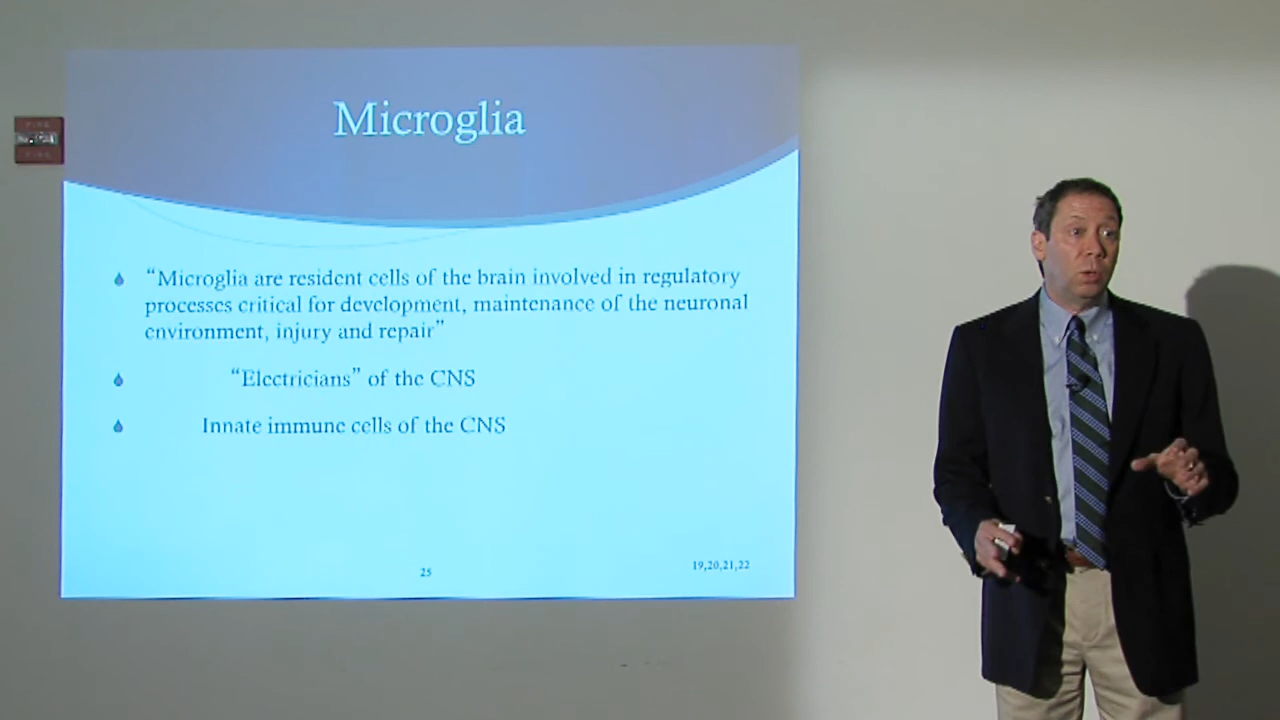 FIRE
FIRE
Microglia
“Microglia are resident cells of the brain involved in regulatory
processes critical for development, maintenance of the neuronal
environment, injury and repair”
“Electricians” of the CNS
Innate immune cells of the CNS
25
19,20,21,22